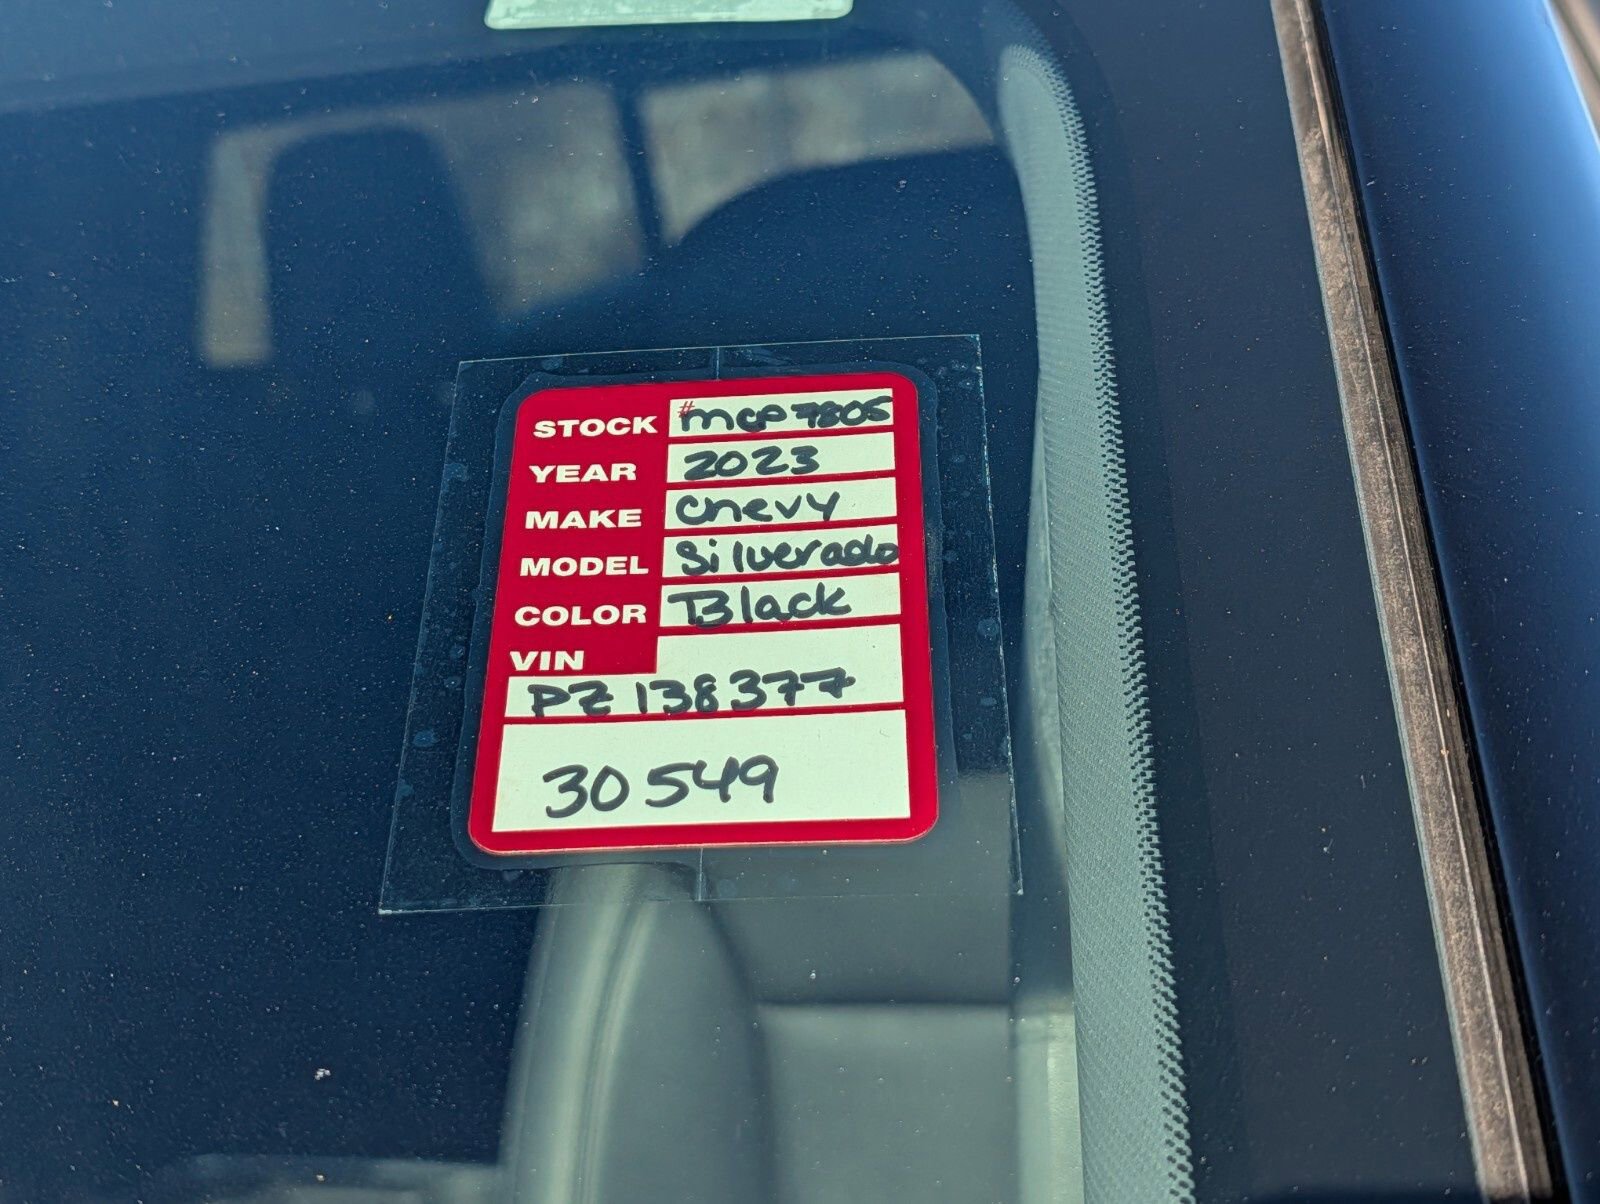 STOCK #mcp7805
YEAR 2023
MAKE Chevy
MODEL Silverado
COLOR Black
VIN
PZ138377
30549